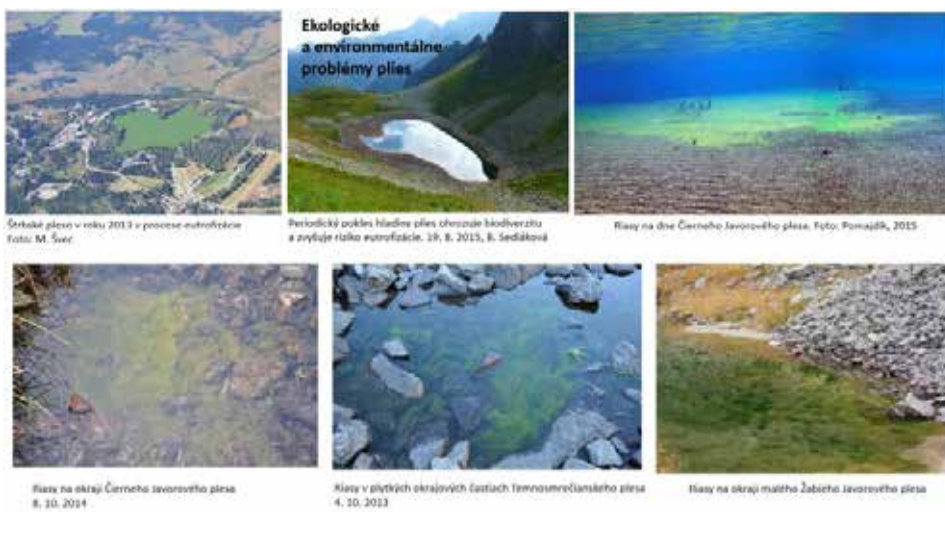 Ekologické
a environmentálne
problémy plies
Štrbské pleso v roku 2013 v procese eutrofizácie
Foto: M. Švec
Periodický pokles hladine plies ohrozuje biodiverzitu
a zvyšuje riziko eutrofizácie. 19. 8. 2015, B. Sedláková
Riasy na dne Čierneho Javorového plesa. Foto: Pomajdík, 2015
Riasy na okraji Čierneho Javorového plesa
8. 10. 2014
Riasy v plytkých okrajových častiach Temnosmrečianskeho plesa
4. 10. 2013
Riasy na okraji malého Žabieho Javorového plesa